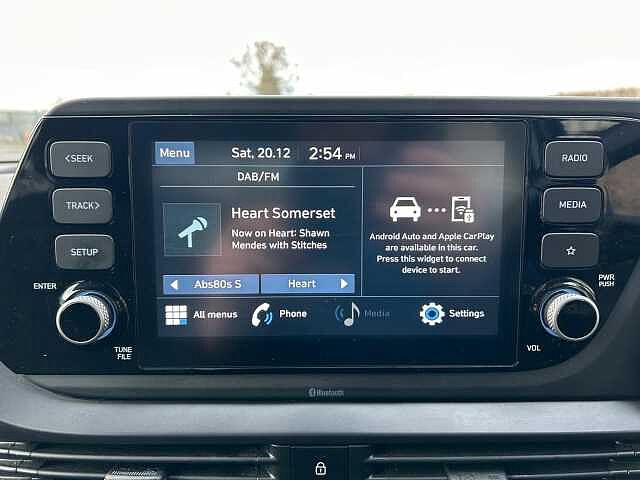 Menu Sat, 20.12 2:54 PM
<SEEK
TRACK>
SETUP
ENTER
TUNE
FILE
DAB/FM
Heart Somerset
Now on Heart: Shawn
Mendes with Stitches
Abs80s S
Heart
Android Auto and Apple CarPlay
are available in this car.
Press this widget to connect
device to start.
All menus
Phone
Media
Settings
RADIO
MEDIA
PWR
PUSH
VOL
Bluetooth